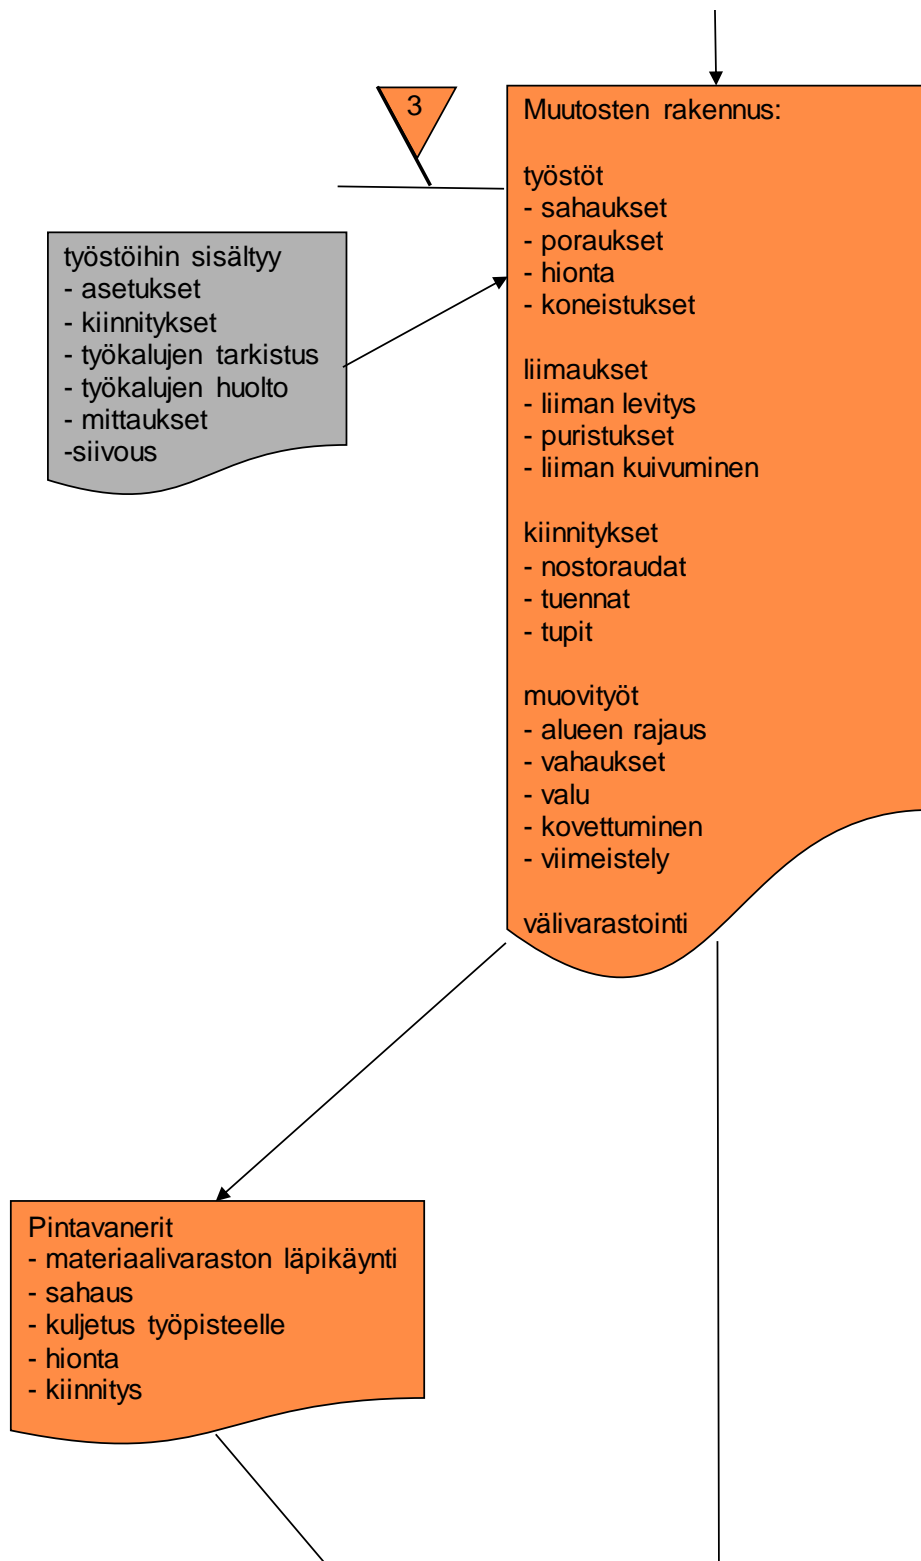 3
Muutosten rakennus:
työstöt
- sahaukset
- poraukset
- hionta
- koneistukset
liimaukset
- liiman levitys
- puristukset
- liiman kuivuminen
kiinnitykset
- nostoraudat
- tuennat
- tupit
muovityöt
- alueen rajaus
- vahaukset
- valu
- kovettuminen
- viimeistely
välivarastointi
työstöihin sisältyy
- asetukset
- kiinnitykset
- työkalujen tarkistus
- työkalujen huolto
- mittaukset
-siivous
Pintavanerit
- materiaalivaraston läpikäynti
- sahaus
- kuljetus työpisteelle
- hionta
- kiinnitys